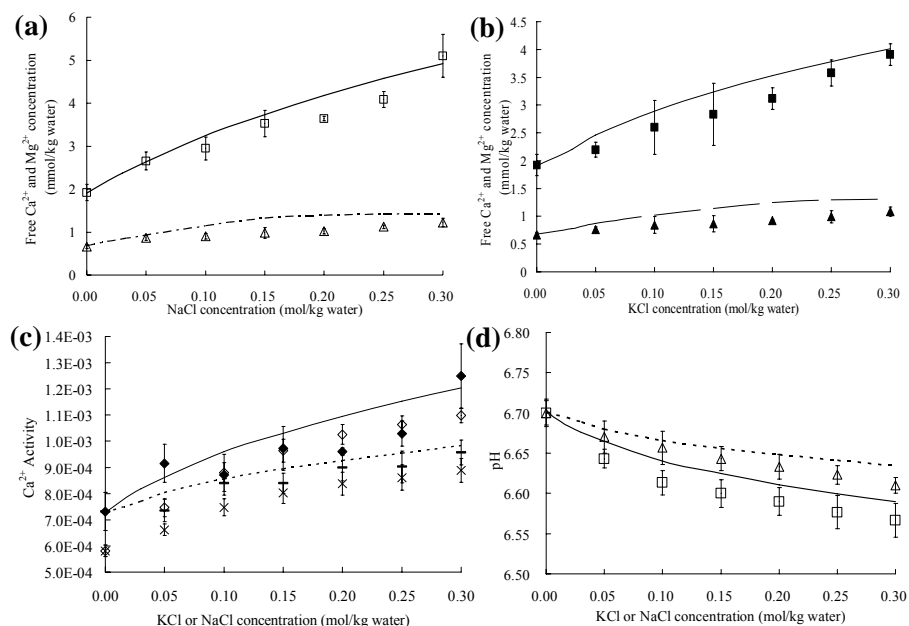 (a)
Free Ca2+ and Mg2+ concentration
(mmol/kg water)
6
5
4
3
2
1
0
0.00 0.05 0.10 0.15 0.20 0.25 0.30
NaCl concentration (mol/kg water)
(b)
Free Ca2+ and Mg2+ concentration
(mmol/kg water)
4.5
4
3.5
3
2.5
2
1.5
1
0.5
0
0.00 0.05 0.10 0.15 0.20 0.25 0.30
KCl concentration (mol/kg water)
(c)
Ca2+ Activity
1.4E-03
1.3E-03
1.2E-03
1.1E-03
1.0E-03
9.0E-04
8.0E-04
7.0E-04
6.0E-04
5.0E-04
0.00 0.05 0.10 0.15 0.20 0.25 0.30
KCl or NaCl concentration (mol/kg water)
(d)
pH
6.75
6.70
6.65
6.60
6.55
6.50
0.00 0.05 0.10 0.15 0.20 0.25 0.30
KCl or NaCl concentration (mol/kg water)